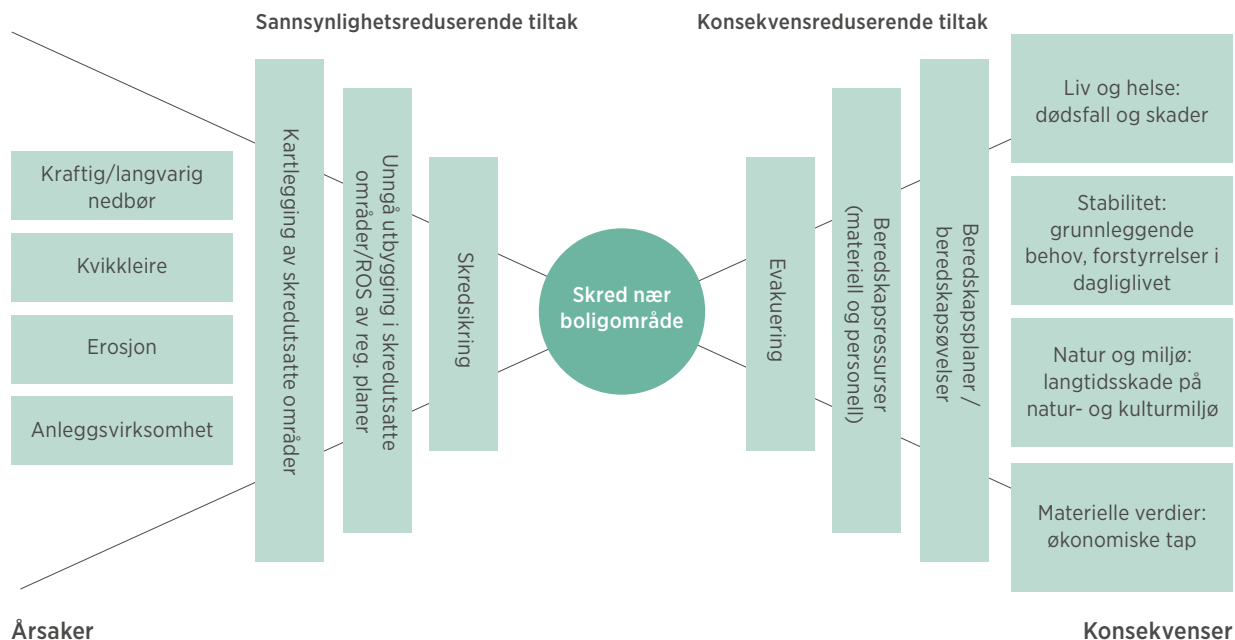 Sannsynlighetsreduserende tiltak
Konsekvensreduserende tiltak
Kraftig/langvarig
nedbør
Kvikkleire
Erosjon
Anleggsvirksomhet
Kartlegging av skredutsatte områder
Unngå utbygging i skredutsatte
områder/ROS av reg. planer
Skredsikring
Skred nær
boligområde
Evakuering
Beredskapsressurser
(materiell og personell)
Beredskapsplaner /
beredskapsøvelser
Liv og helse:
dødsfall og skader
Stabilitet:
grunnleggende
behov, forstyrrelser i
dagliglivet
Natur og miljø:
langtidsskade på
natur- og kulturmiljø
Materielle verdier:
økonomiske tap
Årsaker
Konsekvenser